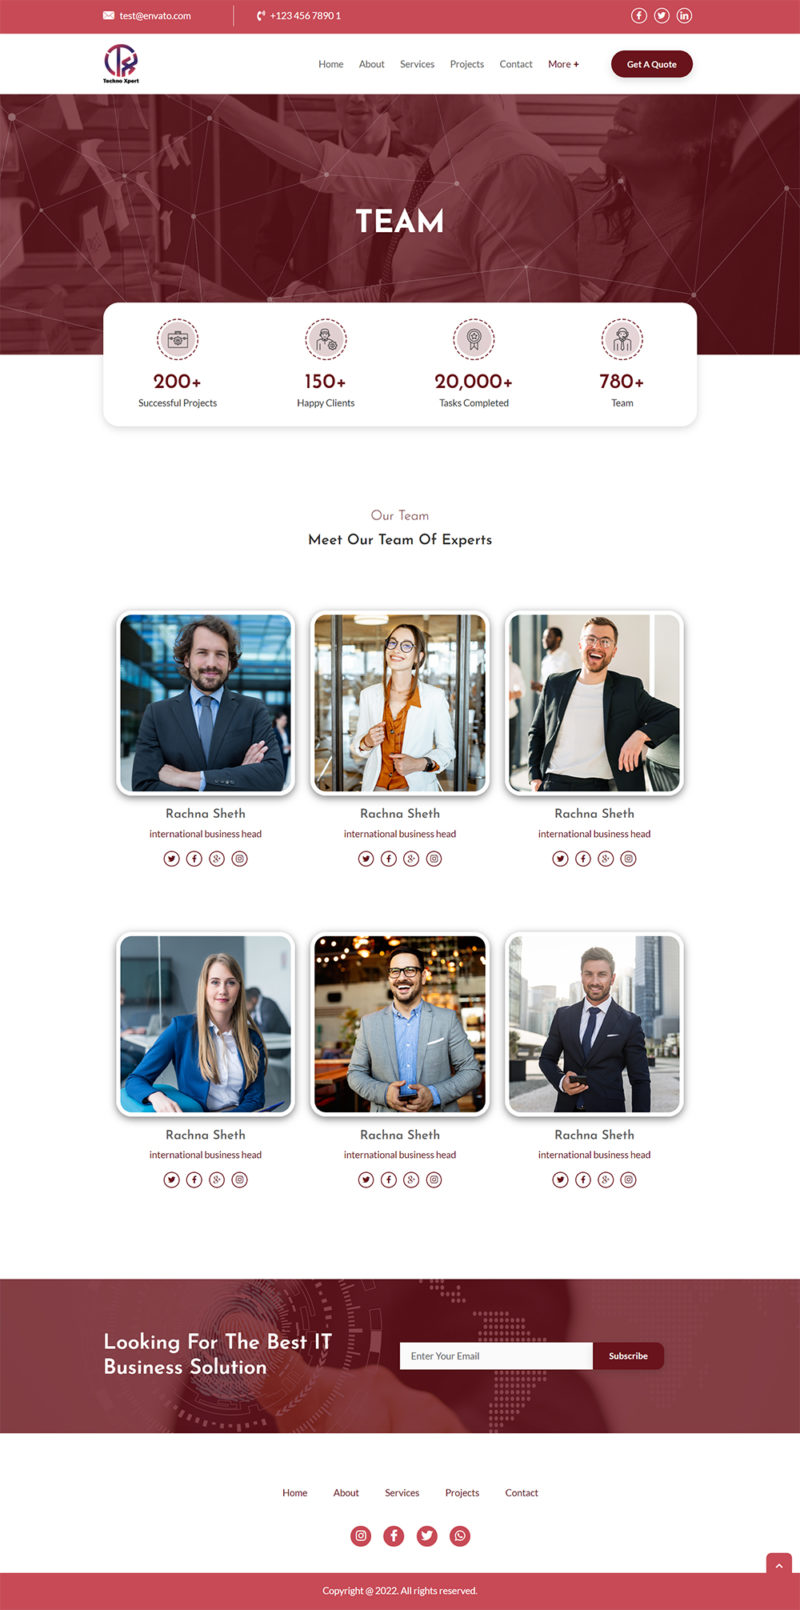 test@envato.com
+123 456 7890 1
Techno Xpert
Home
About
Services
Projects
Contact
More +
Get A Quote
TEAM
200+
150+
20,000+
780+
Successful Projects
Happy Clients
Tasks Completed
Team
Our Team
Meet Our Team Of Experts
Rachna Sheth
international business head
Rachna Sheth
international business head
Rachna Sheth
international business head
Rachna Sheth
international business head
Rachna Sheth
international business head
Rachna Sheth
international business head
Looking For The Best IT
Business Solution
Enter Your Email
Subscribe
Home
About
Services
Projects
Contact
Copyright @ 2022. All rights reserved.